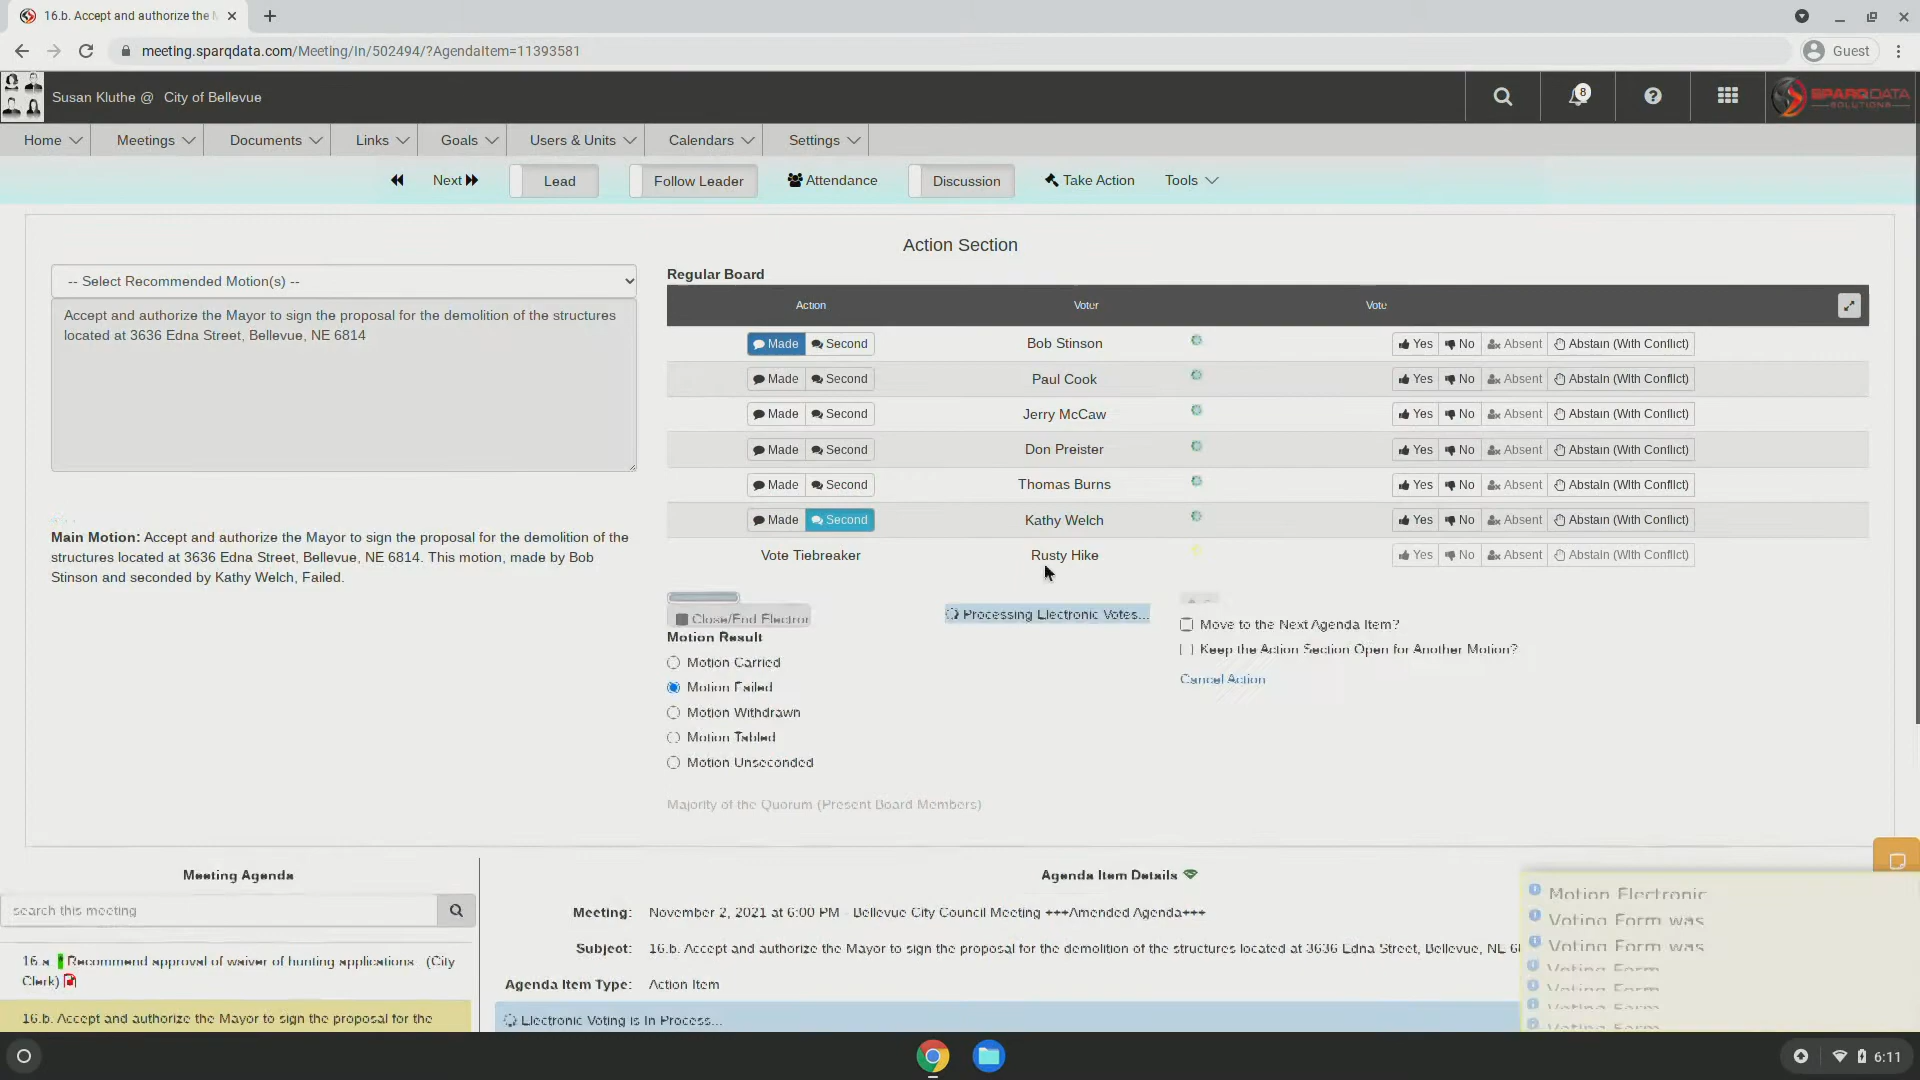 16.b. Accept and authorize the
meeting.sparqdata.com/Meeting/In/502494/?AgendaItem=11393581
Guest
Susan Kluthe @ City of Bellevue
8
SPARQDATA
SOLUTIONS
Home Meetings Documents Links Goals Users & Units Calendars Settings
Next Lead Follow Leader Attendance Discussion Take Action Tools
Action Section
-- Select Recommended Motion(s) --
Accept and authorize the Mayor to sign the proposal for the demolition of the structures
located at 3636 Edna Street, Bellevue, NE 6814
Main Motion: Accept and authorize the Mayor to sign the proposal for the demolition of the
structures located at 3636 Edna Street, Bellevue, NE 6814. This motion, made by Bob
Stinson and seconded by Kathy Welch, Failed.
Regular Board
Action Voter Vote
Made Second Bob Stinson Yes No Absent Abstain (With Conflict)
Made Second Paul Cook Yes No Absent Abstain (With Conflict)
Made Second Jerry McCaw Yes No Absent Abstain (With Conflict)
Made Second Don Preister Yes No Absent Abstain (With Conflict)
Made Second Thomas Burns Yes No Absent Abstain (With Conflict)
Made Second Kathy Welch Yes No Absent Abstain (With Conflict)
Vote Tiebreaker Rusty Hike Yes No Absent Abstain (With Conflict)
Close/End Electror
Processing Electronic Votes...
Motion Result
Motion Carried
Motion Failed
Motion Withdrawn
Motion Tabled
Motion Unseconded
Majority of the Quorum (Present Board Members)
Move to the Next Agenda Item?
Keep the Action Section Open for Another Motion?
Cancel Action
Meeting Agenda
search this meeting
16.a. Recommend approval of waiver of hunting applications. (City
Clerk)
16.b. Accept and authorize the Mayor to sign the proposal for the
Agenda Item Details
Meeting: November 2, 2021 at 6:00 PM - Bellevue City Council Meeting +++Amended Agenda+++
Subject: 16.b. Accept and authorize the Mayor to sign the proposal for the demolition of the structures located at 3636 Edna Street, Bellevue, NE
Agenda Item Type: Action Item
Electronic Voting is In Process...
Motion Electronic
Voting Form was
Voting Form was
Voting Form
Voting Form
Voting Form
Voting Form
6:11